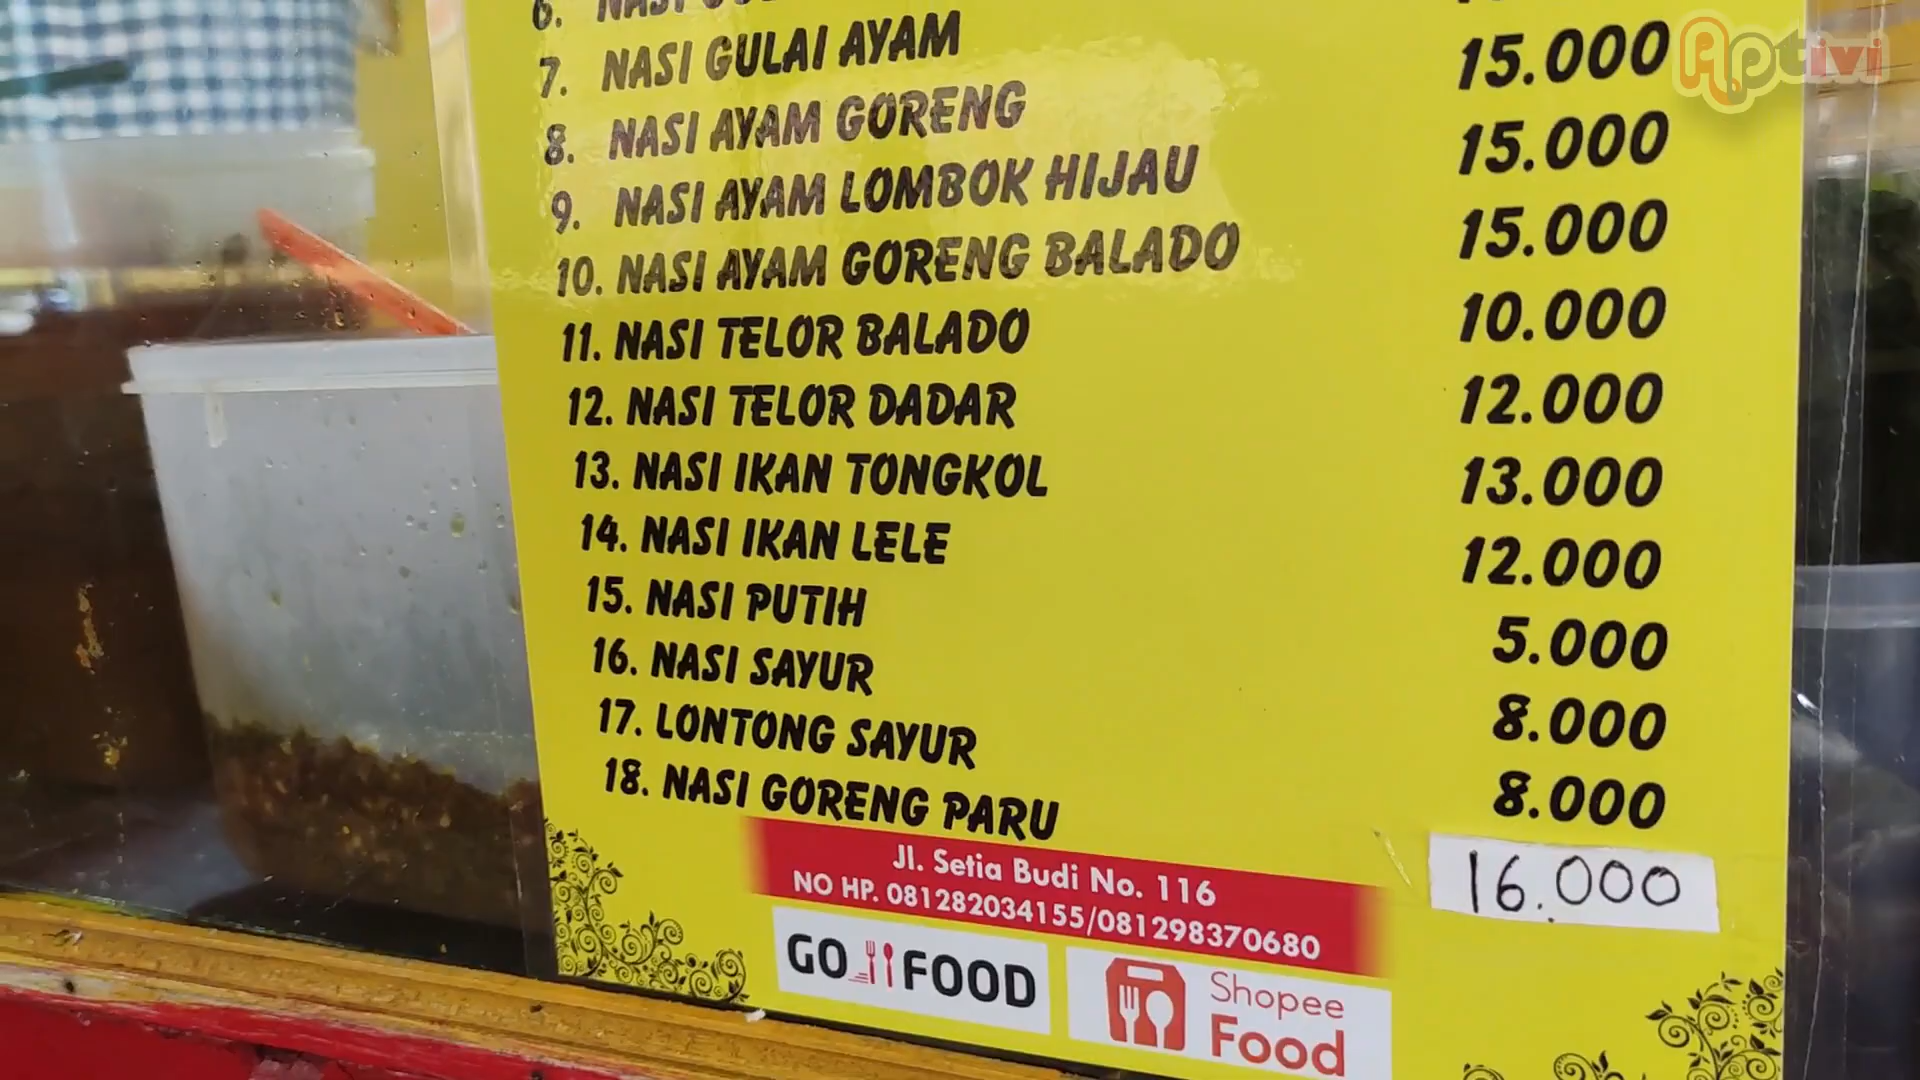 6. NASI
7. NASI GULAI AYAM
8. NASI AYAM GORENG 15.000
9. NASI AYAM LOMBOK HIJAU 15.000
10. NASI AYAM GORENG BALADO 15.000
11. NASI TELOR BALADO 10.000
12. NASI TELOR DADAR 12.000
13. NASI IKAN TONGKOL 13.000
14. NASI IKAN LELE 12.000
15. NASI PUTIH 5.000
16. NASI SAYUR 8.000
17. LONTONG SAYUR 8.000
18. NASI GORENG PARU 16.000
Jl. Setia Budi No. 116
NO HP. 081282034155/081298370680
GO FOOD
Shopee
Food
Aptivi